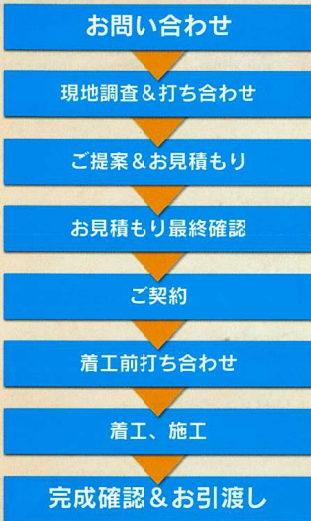 お問い合わせ
現地調査＆打ち合わせ
ご提案＆お見積もり
お見積もり最終確認
ご契約
着工前打ち合わせ
着工、施工
完成確認＆お引渡し